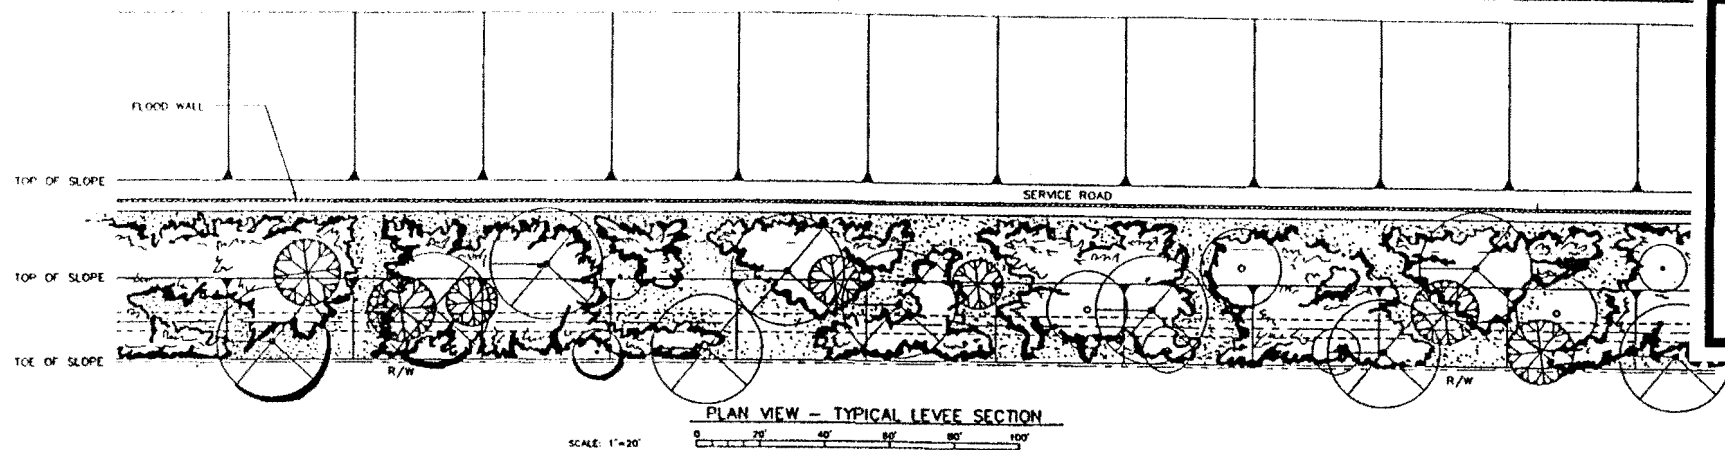 FLOOD WALL
TOP OF SLOPE
SERVICE ROAD
TOP OF SLOPE
TOE OF SLOPE
R/W
R/W
PLAN VIEW – TYPICAL LEVEE SECTION
SCALE: 1"=20'
0 20' 40' 60' 80' 100'